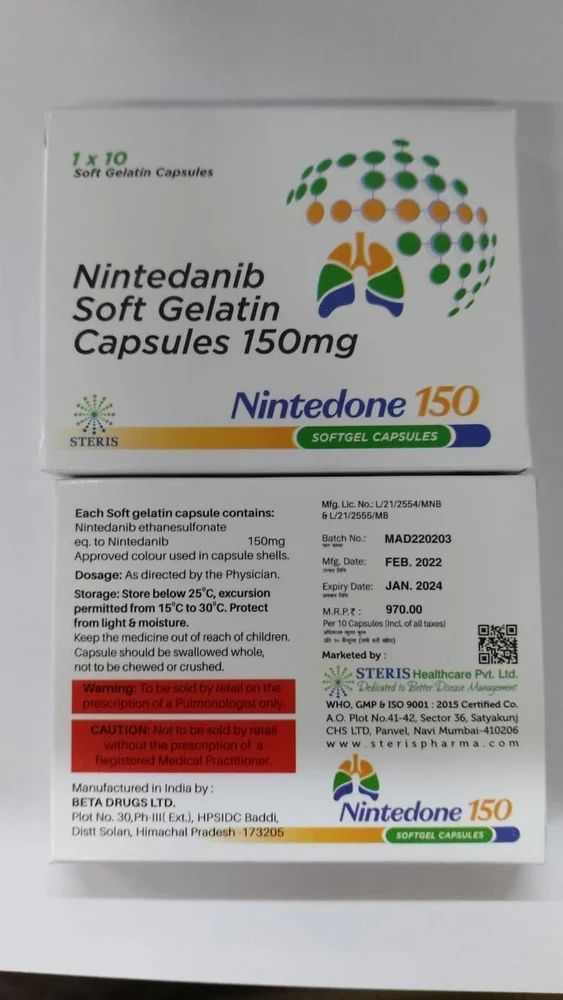 1 x 10
Soft Gelatin Capsules
Nintedanib
Soft Gelatin
Capsules 150mg
STERIS
Nintedone 150
SOFTGEL CAPSULES
Each Soft gelatin capsule contains:
Nintedanib ethanesulfonate
eq. to Nintedanib 150mg
Approved colour used in capsule shells.
Dosage: As directed by the Physician.
Storage: Store below 25°C, excursion
permitted from 15°C to 30°C. Protect
from light & moisture.
Keep the medicine out of reach of children.
Capsule should be swallowed whole,
not to be chewed or crushed.
Warning: To be sold by retail on the
prescription of a Pulmonologist only.
CAUTION: Not to be sold by retail
without the prescription of a
Registered Medical Practitioner.
Manufactured in India by :
BETA DRUGS LTD.
Plot No. 30,Ph-III( Ext.), HPSIDC Baddi,
Distt Solan, Himachal Pradesh -173205
Mfg. Lic. No.: L/21/2554/MNB
& L/21/2555/MB
Batch No.: MAD220203
Mfg. Date: FEB. 2022
Expiry Date: JAN. 2024
M.R.P.₹ : 970.00
Per 10 Capsules (Incl. of all taxes)
Marketed by :
STERIS Healthcare Pvt. Ltd.
Dedicated to Better Disease Management
WHO, GMP & ISO 9001 : 2015 Certified Co.
A.O. Plot No.41-42, Sector 36, Satyakunj
CHS LTD, Panvel, Navi Mumbai-410206
www.sterispharma.com
Nintedone 150
SOFTGEL CAPSULES